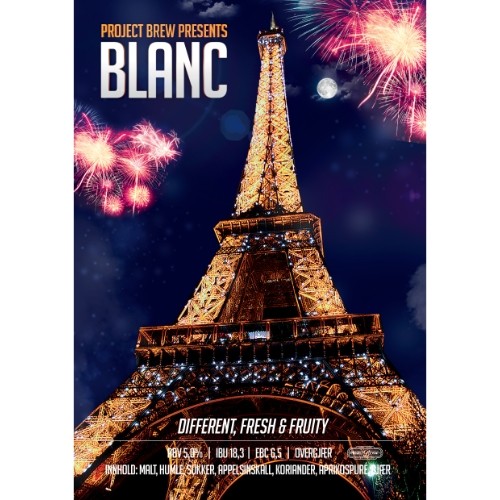 PROJECT BREW PRESENTS
BLANC
DIFFERENT, FRESH & FRUITY
ABV 5,0% | IBU 18,3 | EBC 6,5 | OVERGJÆR
INNHOLD: MALT, HUMLE, SUKKER, APPELSINSKALL, KORIANDER, APRIKOSPURE, GJÆR